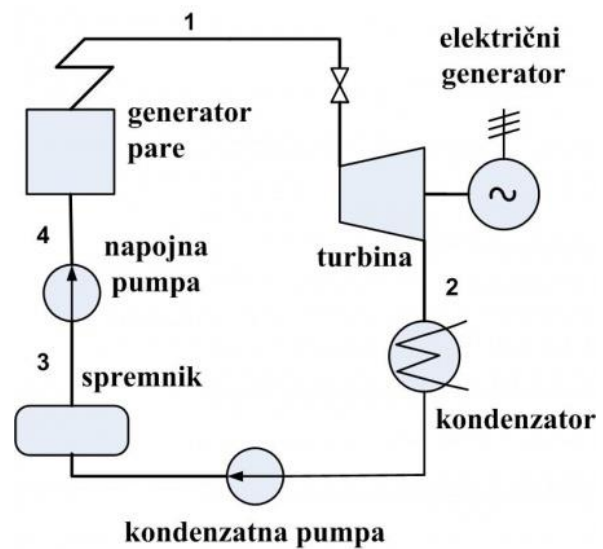 1
električni
generator
generator
pare
4
napojna
pumpa
turbina
2
3
spremnik
kondenzator
kondenzatna pumpa